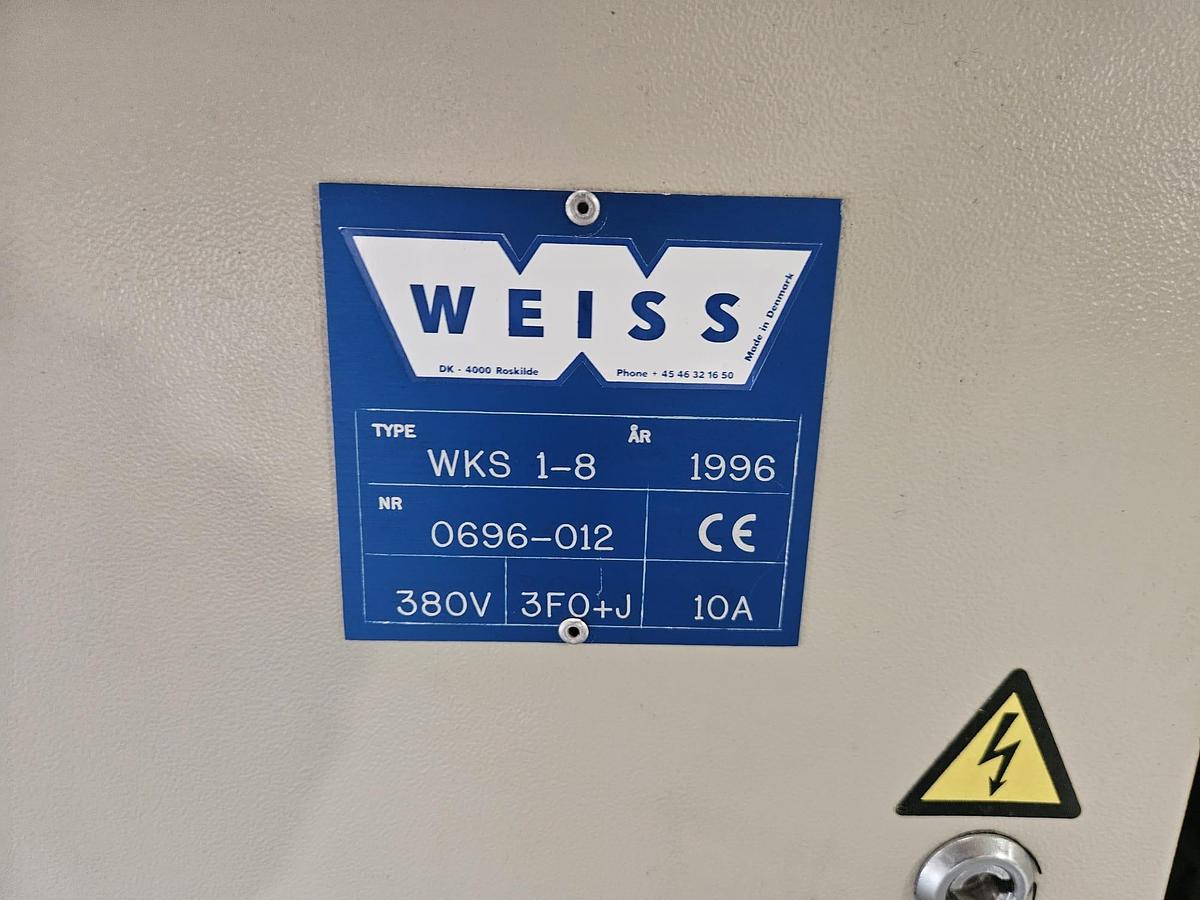 WEISS
Made in Denmark
DK - 4000 Roskilde
Phone + 45 46 32 16 50
TYPE
ÅR
WKS 1-8
1996
NR
0696-012
CE
380V
3F0+J
10A